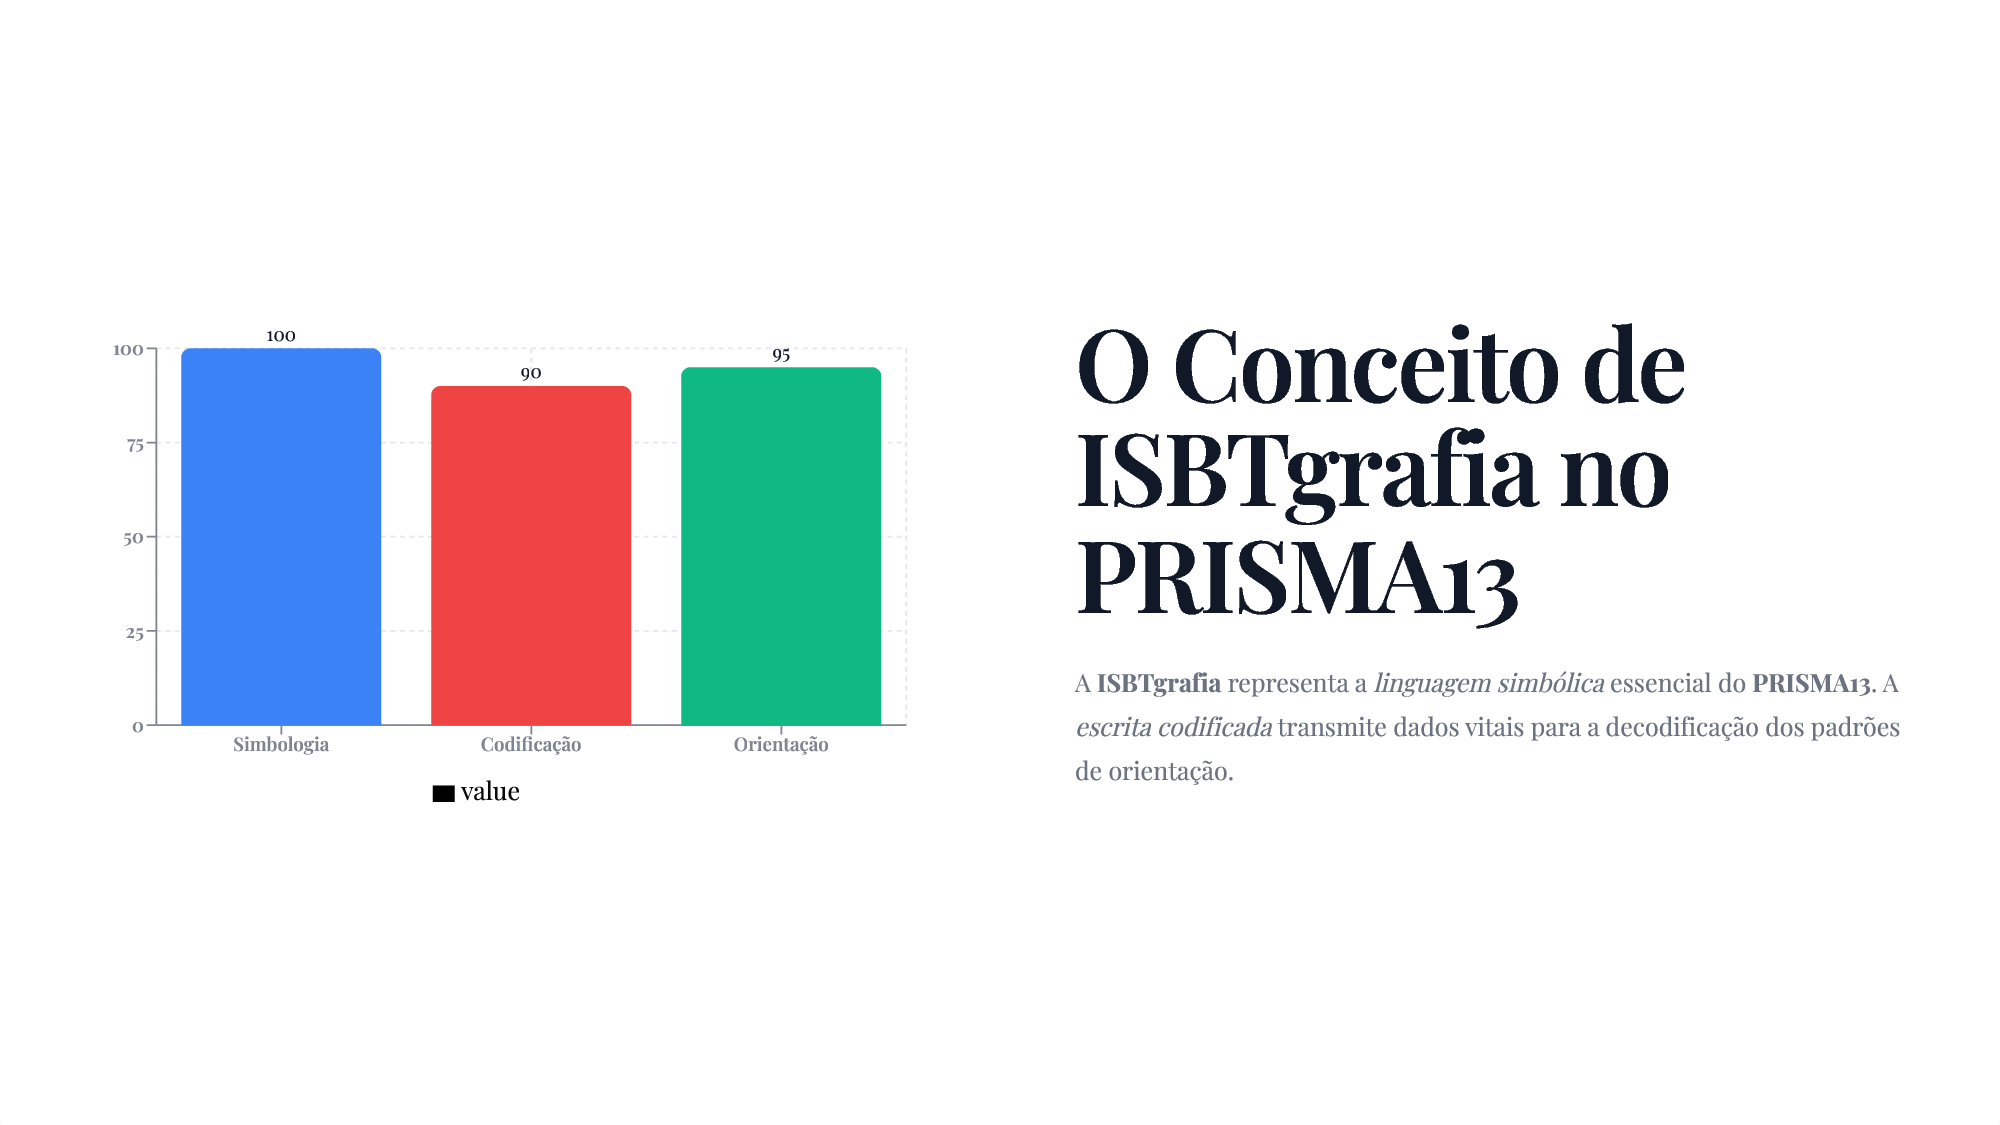 100
75
50
25
0
100
90
95
Simbologia
Codificação
Orientação
value
O Conceito de
ISBTgrafia no
PRISMA13
A ISBTgrafia representa a linguagem simbólica essencial do PRISMA13. A
escrita codificada transmite dados vitais para a decodificação dos padrões
de orientação.